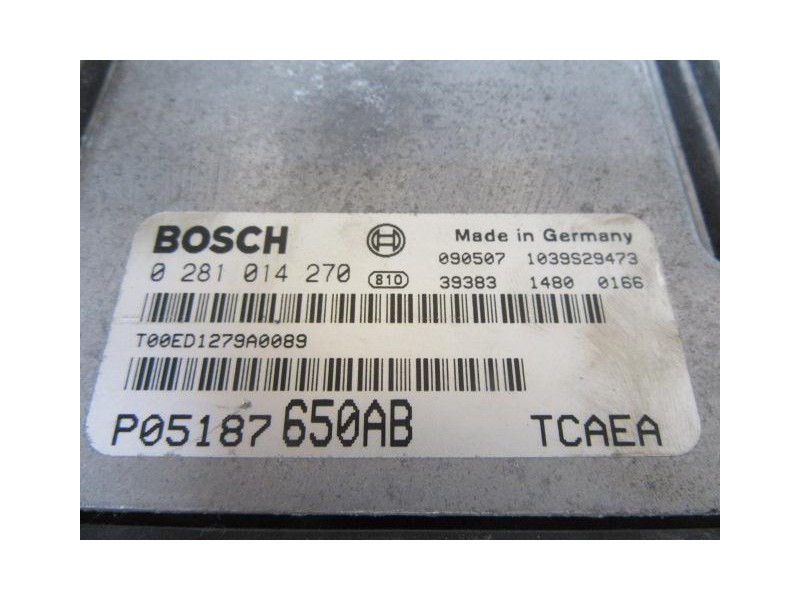 BOSCH
Made in Germany
090507 1039S29473
0 281 014 270 810 39383 1480 0166
T00ED1279A0089
P05187650AB TCAEA